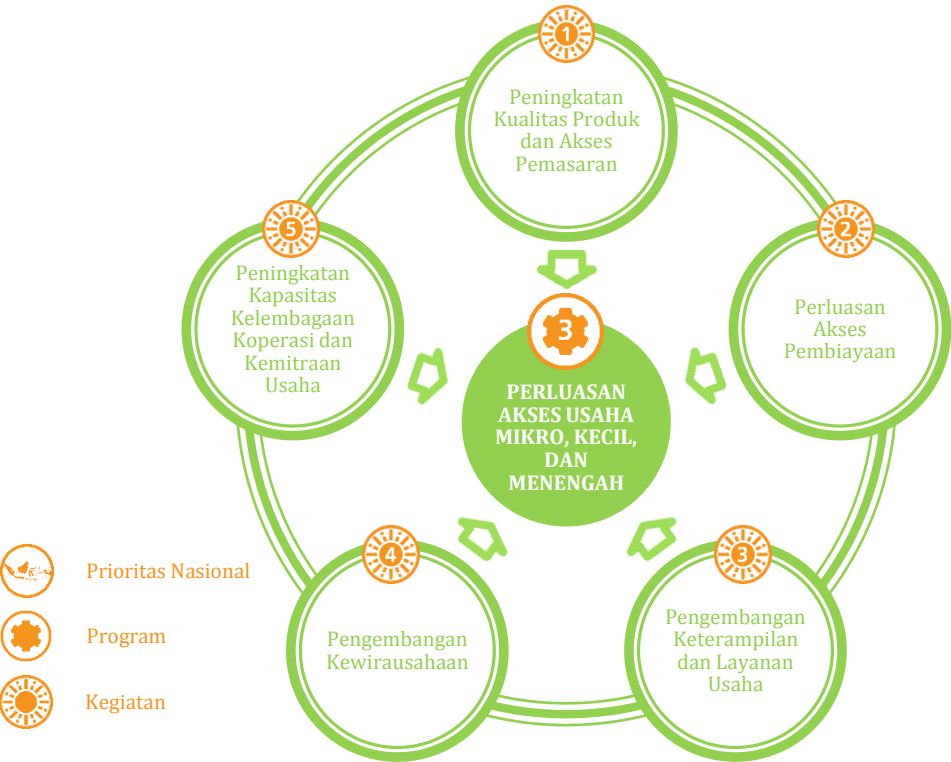 1
Peningkatan
Kualitas Produk
dan Akses
Pemasaran
2
Perluasan
Akses
Pembiayaan
3
Pengembangan
Keterampilan
dan Layanan
Usaha
4
Pengembangan
Kewirausahaan
5
Peningkatan
Kapasitas
Kelembagaan
Koperasi dan
Kemitraan
Usaha
3
PERLUASAN
AKSES USAHA
MIKRO, KECIL,
DAN
MENENGAH
Prioritas Nasional
Program
Kegiatan